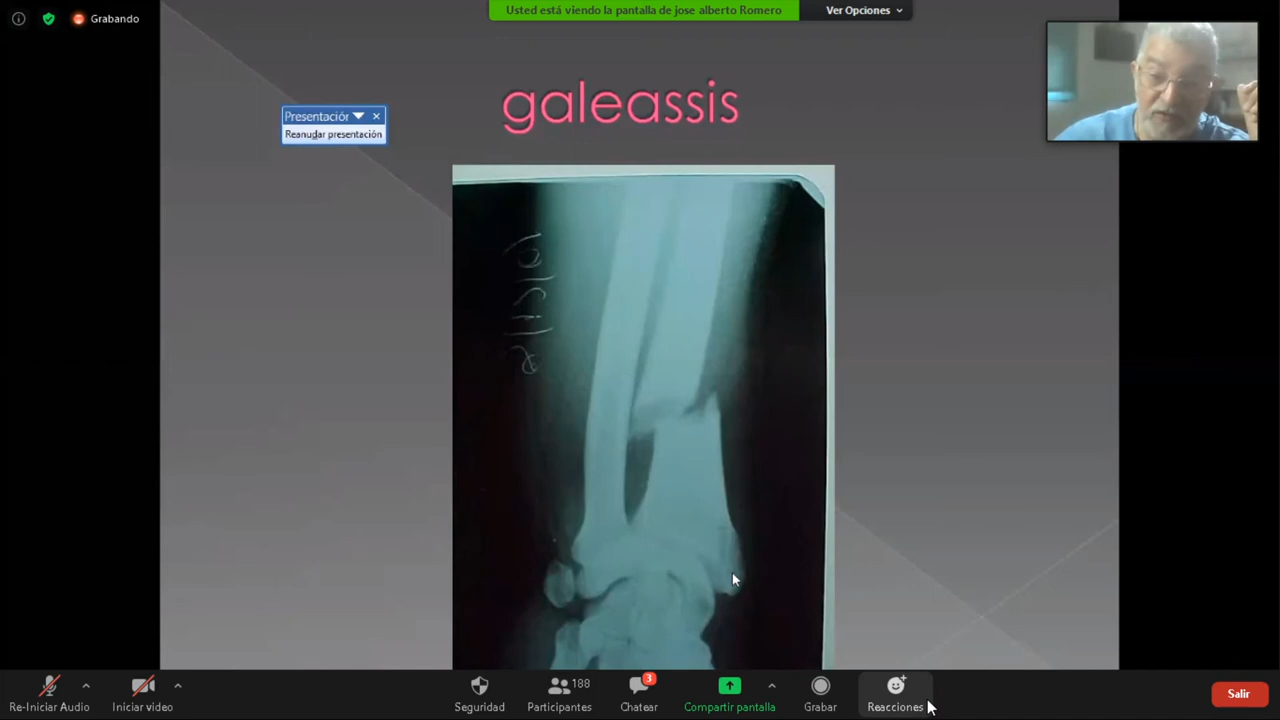 Grabando
Usted está viendo la pantalla de jose alberto Romero
Ver Opciones
galeassis
Presentación
Reanudar presentación
Re-Iniciar Audio
Iniciar video
Seguridad
188
Participantes
3
Chatear
Compartir pantalla
Grabar
Reacciones
Salir